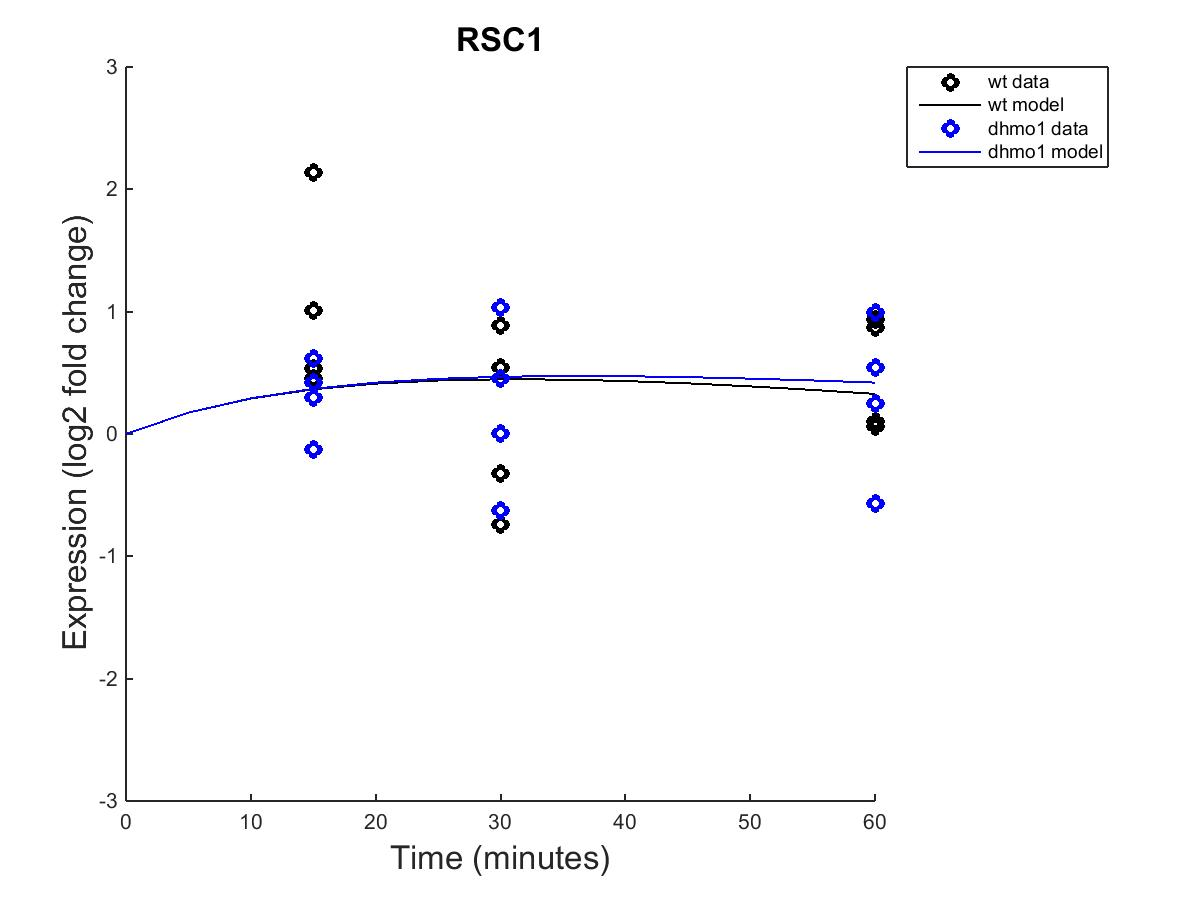 RSC1
wt data
wt model
dhmo1 data
dhmo1 model
3
2
1
0
-1
-2
-3
Expression (log2 fold change)
0 10 20 30 40 50 60
Time (minutes)